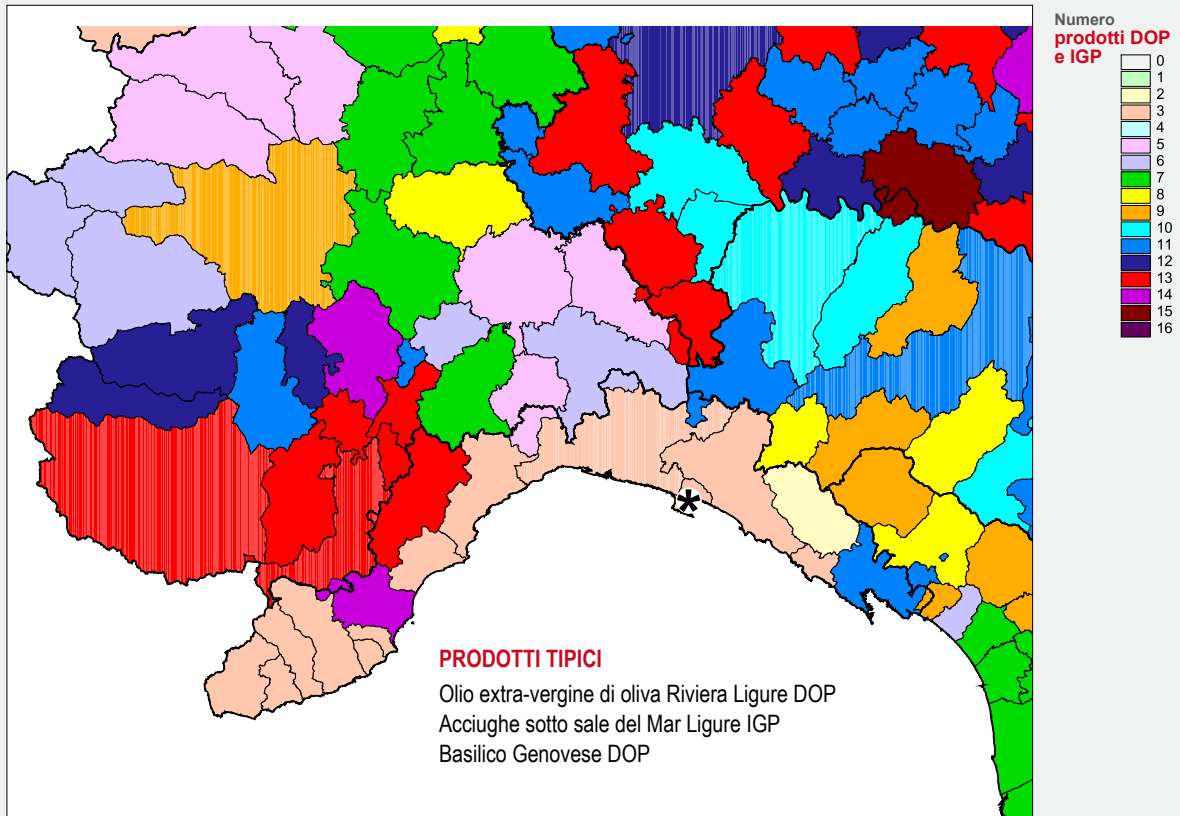 Numero
prodotti DOP
e IGP
0
1
2
3
4
5
6
7
8
9
10
11
12
13
14
15
16
*
PRODOTTI TIPICI
Olio extra-vergine di oliva Riviera Ligure DOP
Acciughe sotto sale del Mar Ligure IGP
Basilico Genovese DOP